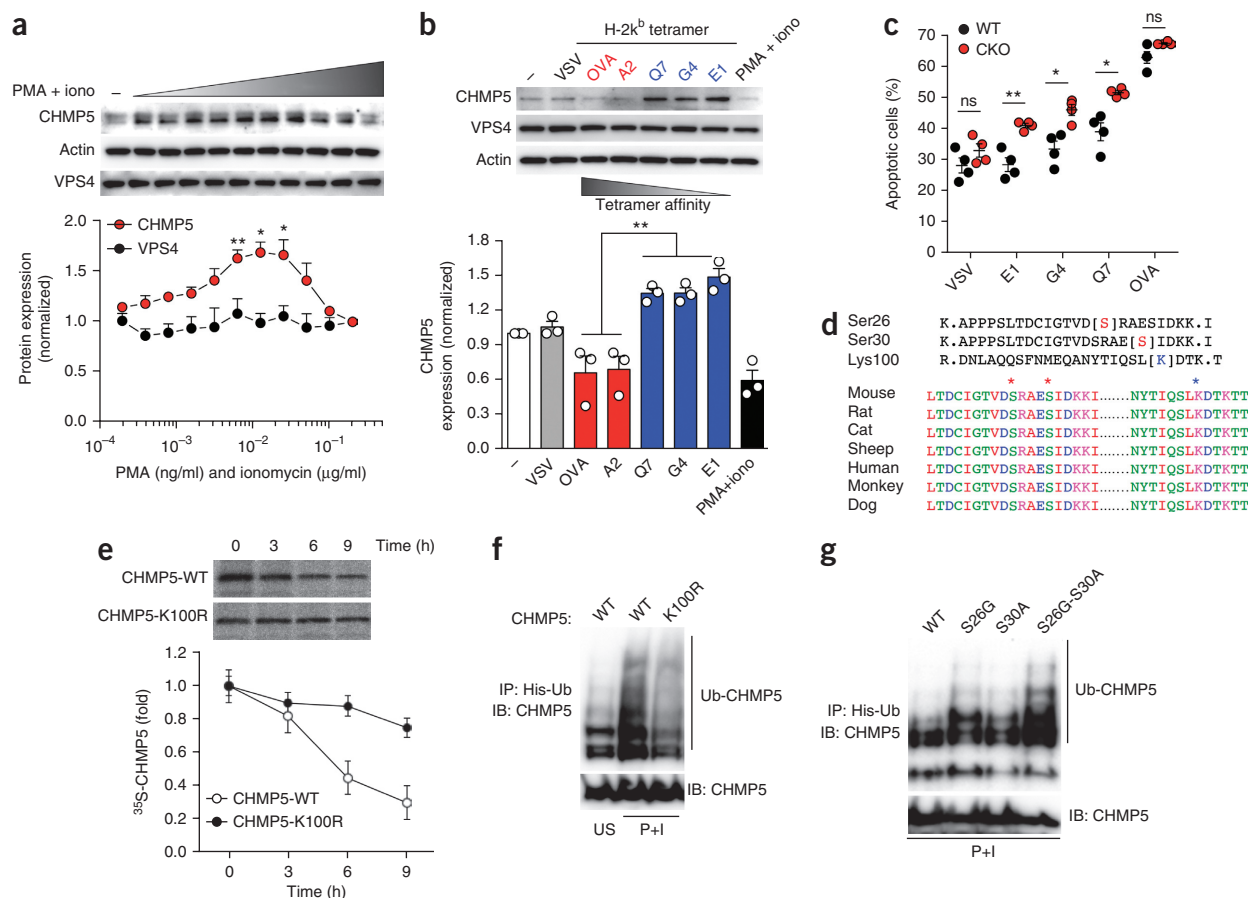 a
PMA + iono
–
CHMP5
Actin
VPS4
2.0
1.5
1.0
0.5
0
CHMP5
VPS4
** * *
Protein expression
(normalized)
10⁻⁴ 10⁻³ 10⁻² 10⁻¹
PMA (ng/ml) and ionomycin (μg/ml)
b
H-2kᵇ tetramer
– VSV OVA A2 Q7 G4 E1 PMA + iono
CHMP5
VPS4
Actin
Tetramer affinity
**
1.8
1.5
1.2
0.9
0.6
0.3
0.0
CHMP5
expression (normalized)
– VSV OVA A2 Q7 G4 E1 PMA+iono
c
WT
CKO
ns
ns ** * *
70
60
50
40
30
20
10
0
Apoptotic cells (%)
VSV E1 G4 Q7 OVA
d
Ser26 K.APPPSLTDCIGTVD[S]RAESIDKK.I
Ser30 K.APPPSLTDCIGTVDSRAE[S]IDKK.I
Lys100 R.DNLAQQSFNMEQANYTIQSL[K]DTK.T
* * *
Mouse LTDCIGTVDSRAESIDKKI.......NYTIQSLKDTKTT
Rat LTDCIGTVDSRAESIDKKI.......NYTIQSLKDTKTT
Cat LTDCIGTVDSRAESIDKKI.......NYTIQSLKDTKTT
Sheep LTDCIGTVDSRAESIDKKI.......NYTIQSLKDTKTT
Human LTDCIGTVDSRAESIDKKI.......NYTIQSLKDTKTT
Monkey LTDCIGTVDSRAESIDKKI.......NYTIQSLKDTKTT
Dog LTDCIGTVDSRAESIDKKI.......NYTIQSLKDTKTT
e
0 3 6 9 Time (h)
CHMP5-WT
CHMP5-K100R
1.2
1.0
0.8
0.6
0.4
0.2
0.0
³⁵S-CHMP5 (fold)
CHMP5-WT
CHMP5-K100R
0 3 6 9
Time (h)
f
CHMP5: WT WT K100R
IP: His-Ub
IB: CHMP5
Ub-CHMP5
IB: CHMP5
US P+I
g
WT S26G S30A S26G-S30A
IP: His-Ub
IB: CHMP5
Ub-CHMP5
IB: CHMP5
P+I